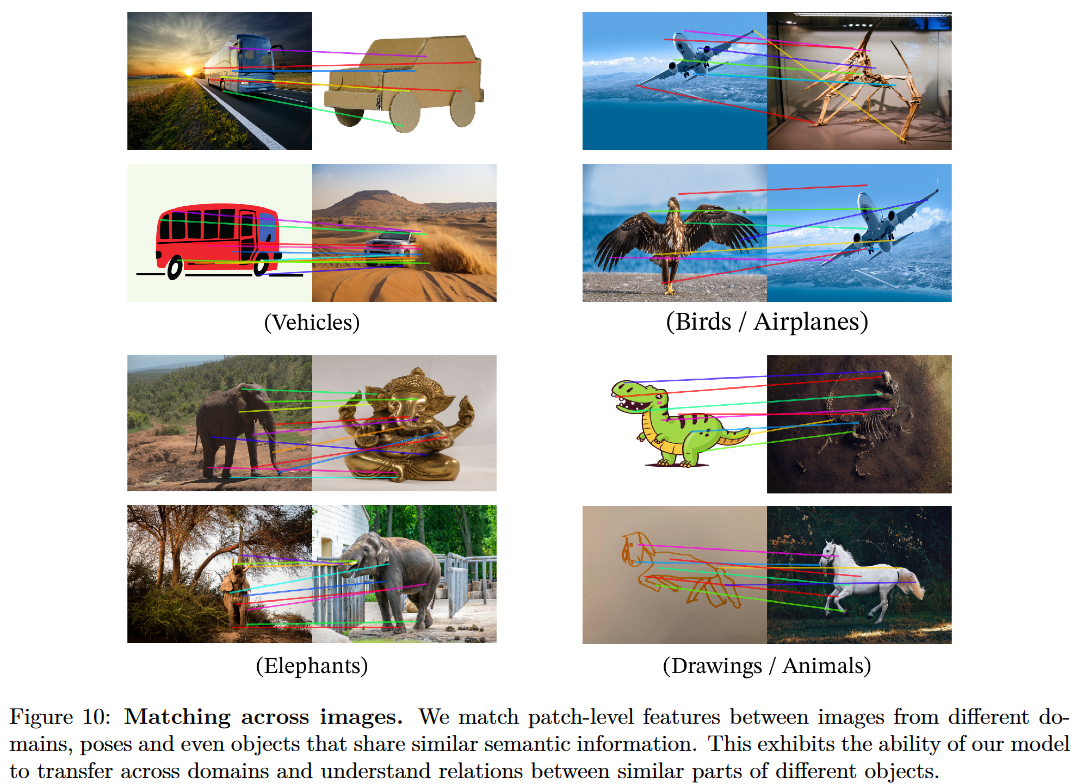 (Vehicles)
(Birds / Airplanes)
(Elephants)
(Drawings / Animals)
Figure 10: Matching across images. We match patch-level features between images from different do-
mains, poses and even objects that share similar semantic information. This exhibits the ability of our model
to transfer across domains and understand relations between similar parts of different objects.